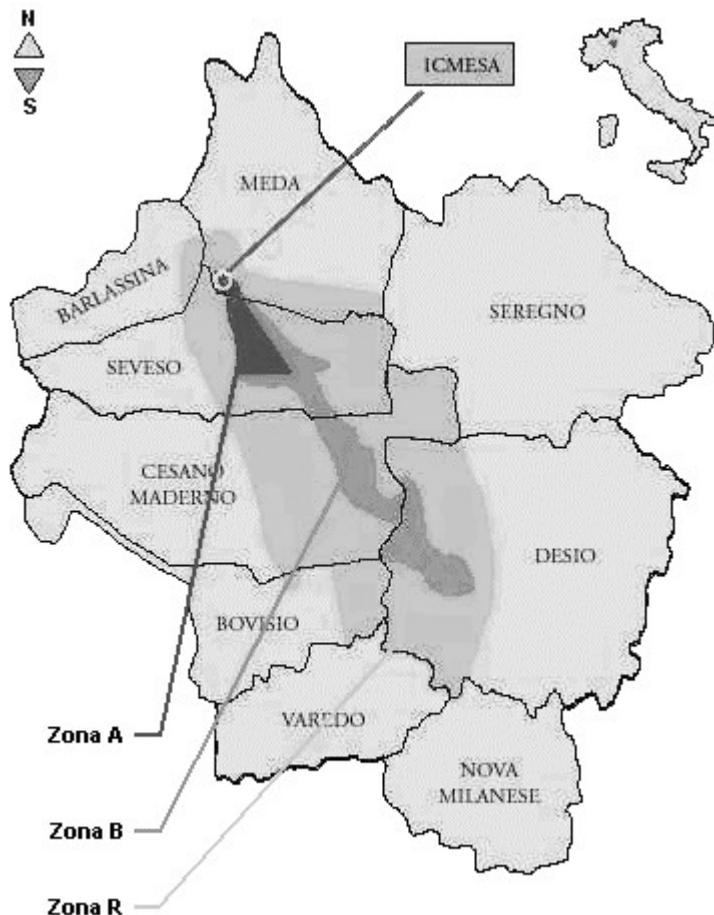 N
S
ICMESA
MEDA
BARLASSINA
SEREGNO
SEVESO
CESANO
MADERNO
DESIO
BOVISIO
VAREDO
Zona A
NOVA
MILANESE
Zona B
Zona R